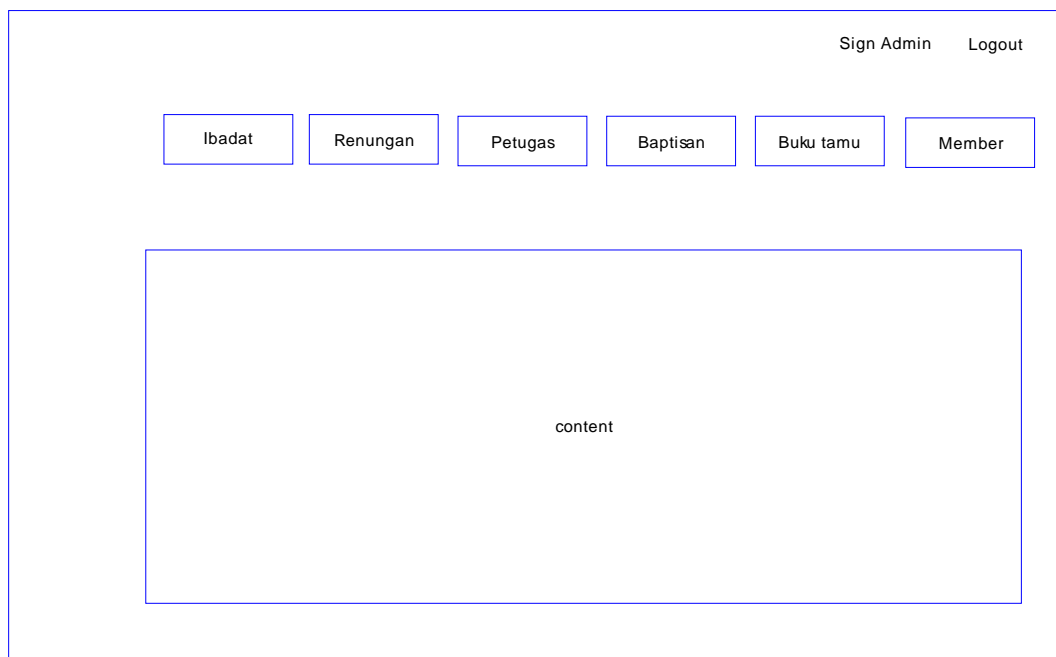 Sign Admin Logout
Ibadat Renungan Petugas Baptisan Buku tamu Member
content